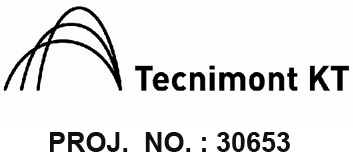 Tecnimont KT
PROJ. NO. : 30653